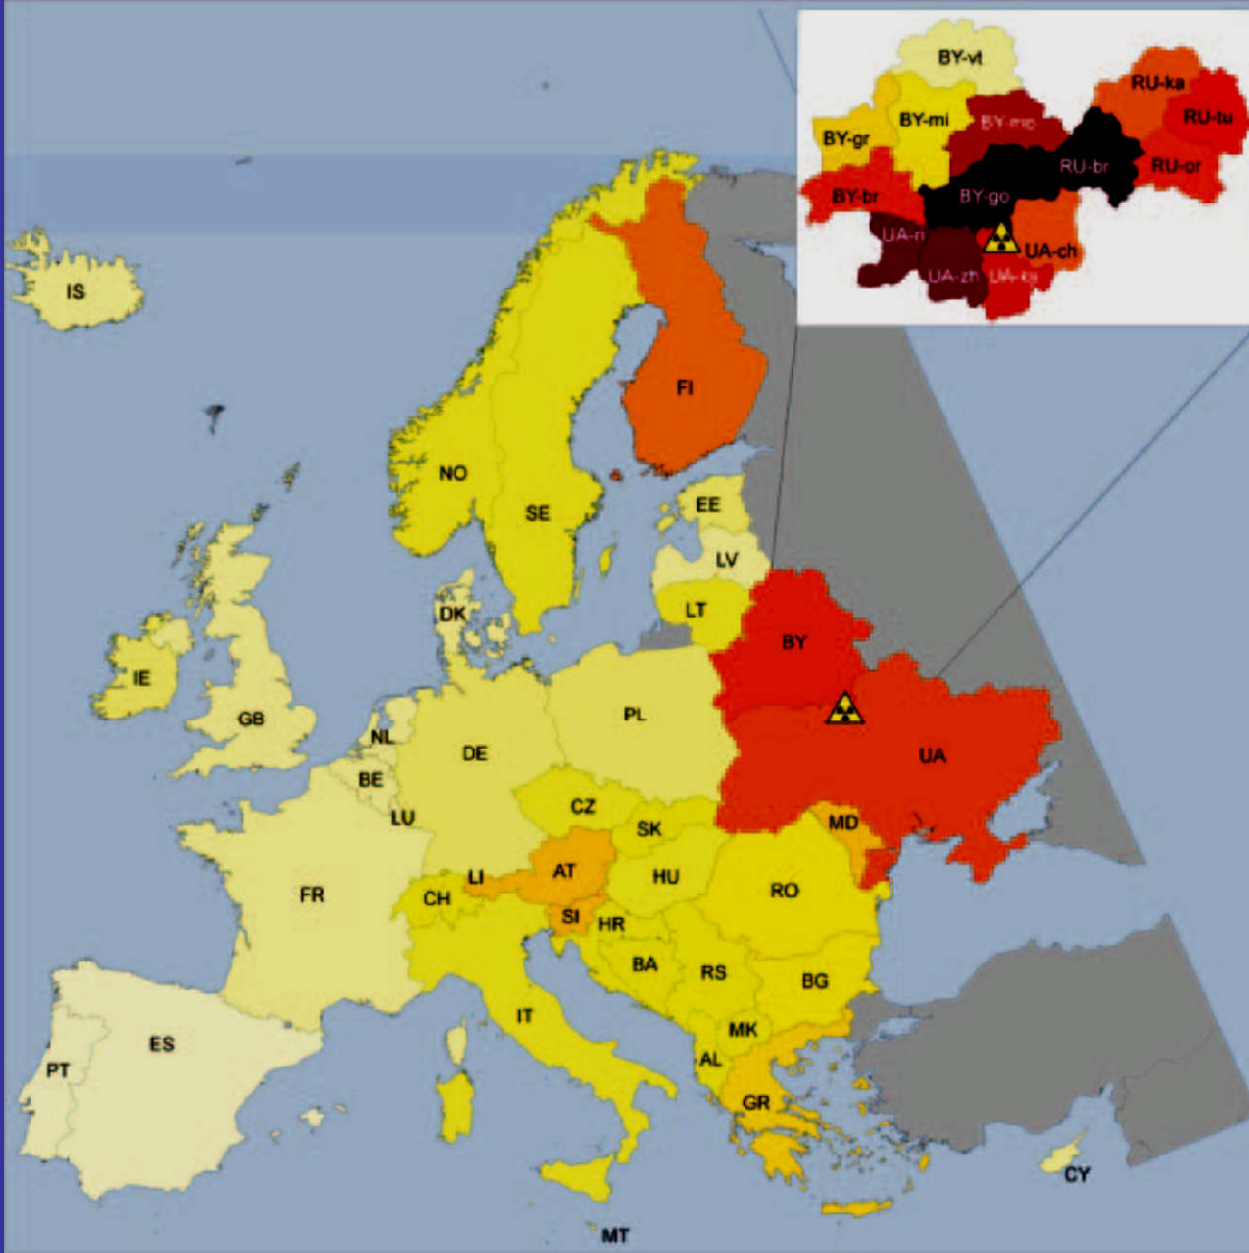 BY-vt
RU-ka
BY-mi
BY-gr
RU-tu
RU-br
RU-or
BY-br
BY-go
UA-ch
UA-zh
IS
FI
NO
SE
EE
LV
LT
DK
BY
IE
GB
NL
PL
DE
UA
BE
CZ
LU
SK
MD
AT
LI
HU
FR
CH
RO
SI
HR
BA
RS
BG
IT
MK
ES
AL
PT
GR
CY
MT